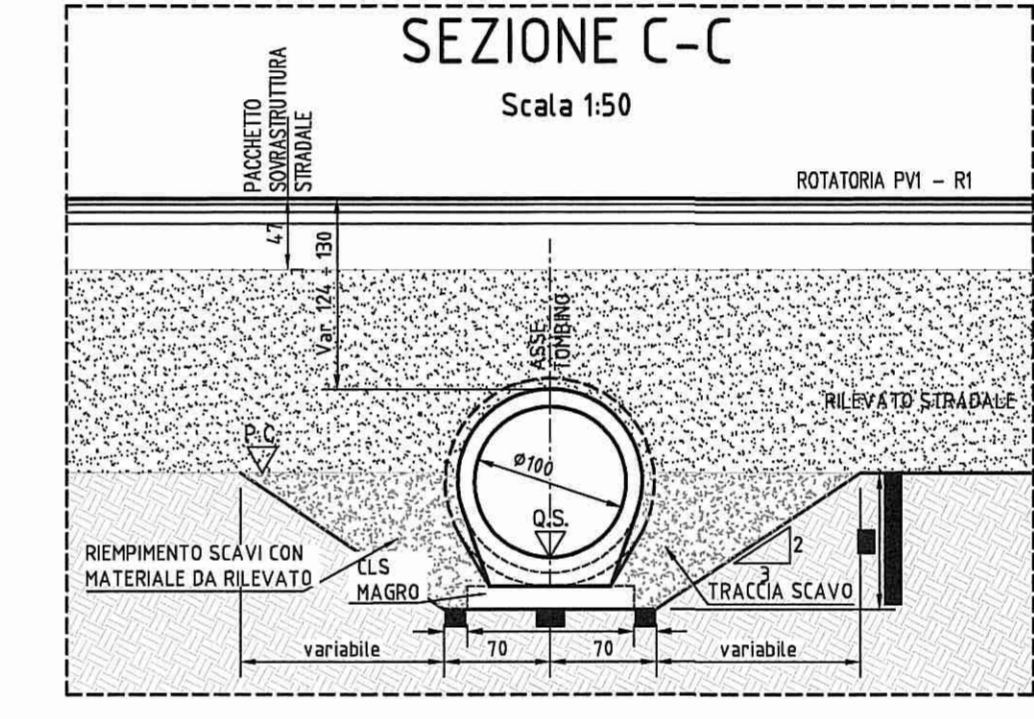 SEZIONE C-C
Scala 1:50
PACCHETTO
SOVRASTRUTTURA
STRADALE
ROTATORIA PV1 - R1
47
Var. 124 ÷ 130
ASSE
TOMBINO
RILEVATO STRADALE
P.C.
Ø100
Q.S.
2
3
RIEMPIMENTO SCAVI CON
MATERIALE DA RILEVATO
CLS
MAGRO
TRACCIA SCAVO
variabile
70
70
variabile